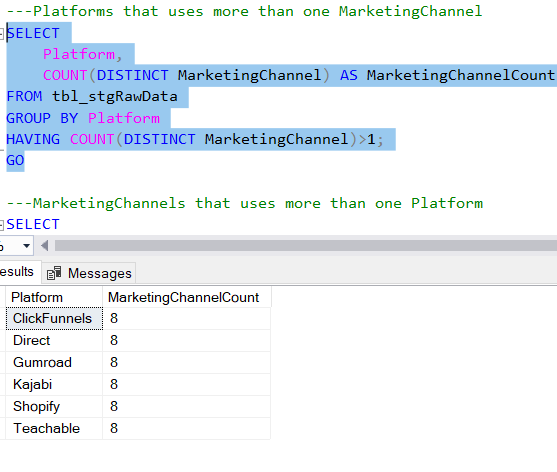 ---Platforms that uses more than one MarketingChannel
SELECT
Platform,
COUNT(DISTINCT MarketingChannel) AS MarketingChannelCount
FROM tbl_stgRawData
GROUP BY Platform
HAVING COUNT(DISTINCT MarketingChannel)>1;
GO
---MarketingChannels that uses more than one Platform
SELECT
%
esults Messages
Platform MarketingChannelCount
ClickFunnels 8
Direct 8
Gumroad 8
Kajabi 8
Shopify 8
Teachable 8